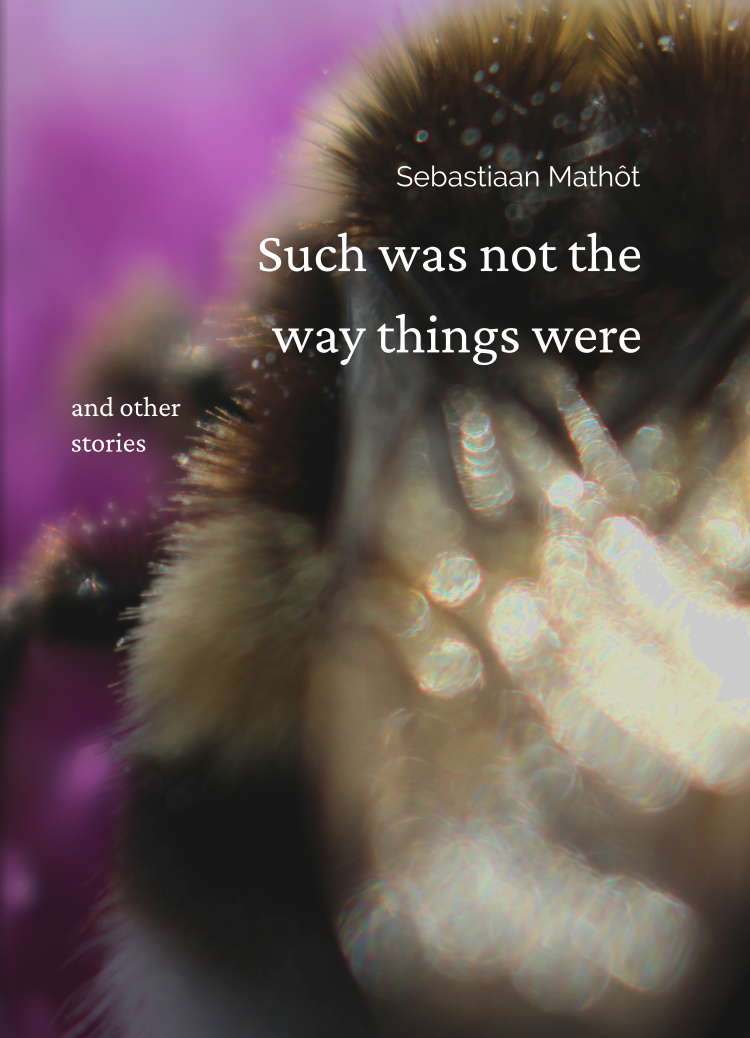 Sebastiaan Mathôt
Such was not the
way things were
and other
stories